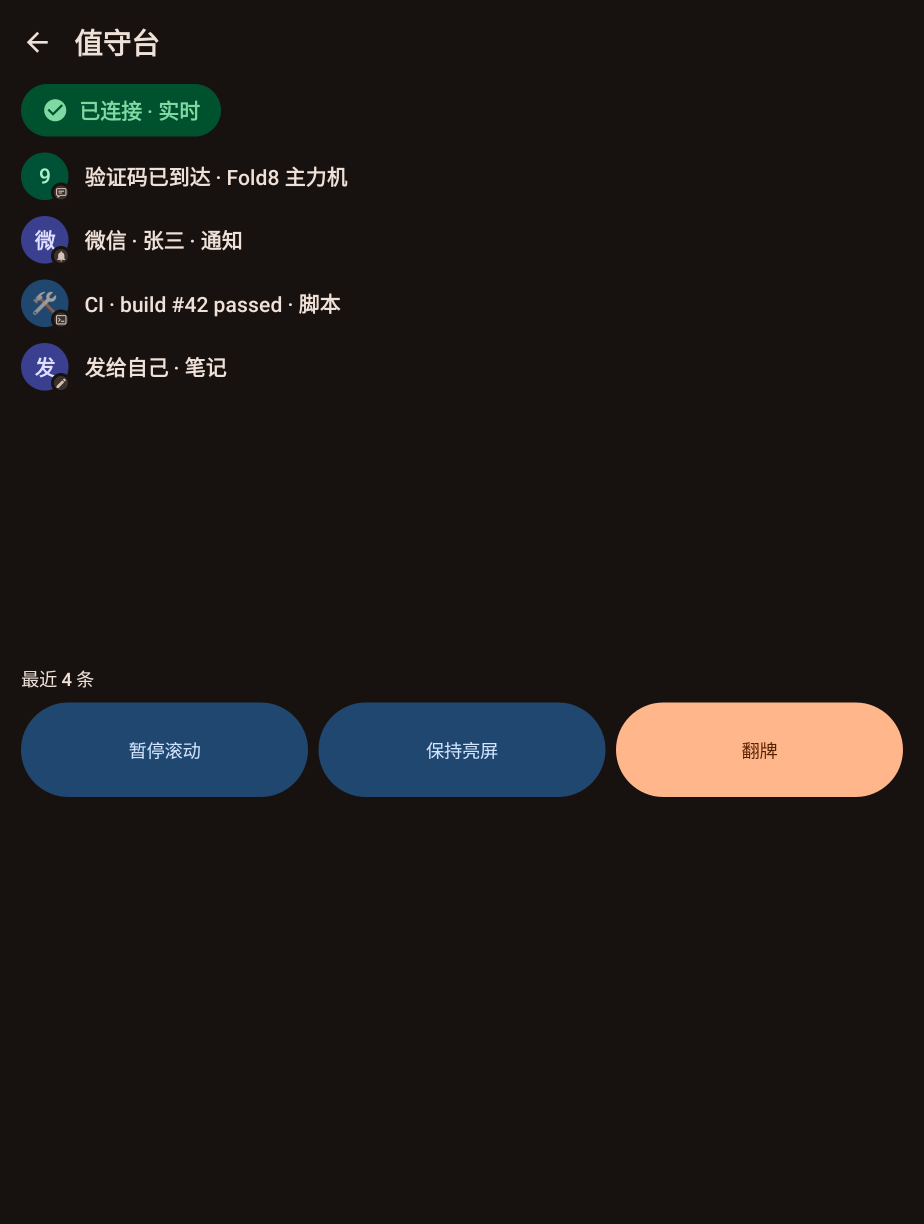 值守台
已连接 · 实时
9 验证码已到达 · Fold8 主力机
微 微信 · 张三 · 通知
CI · build #42 passed · 脚本
发 发给自己 · 笔记
最近 4 条
暂停滚动 保持亮屏 翻牌